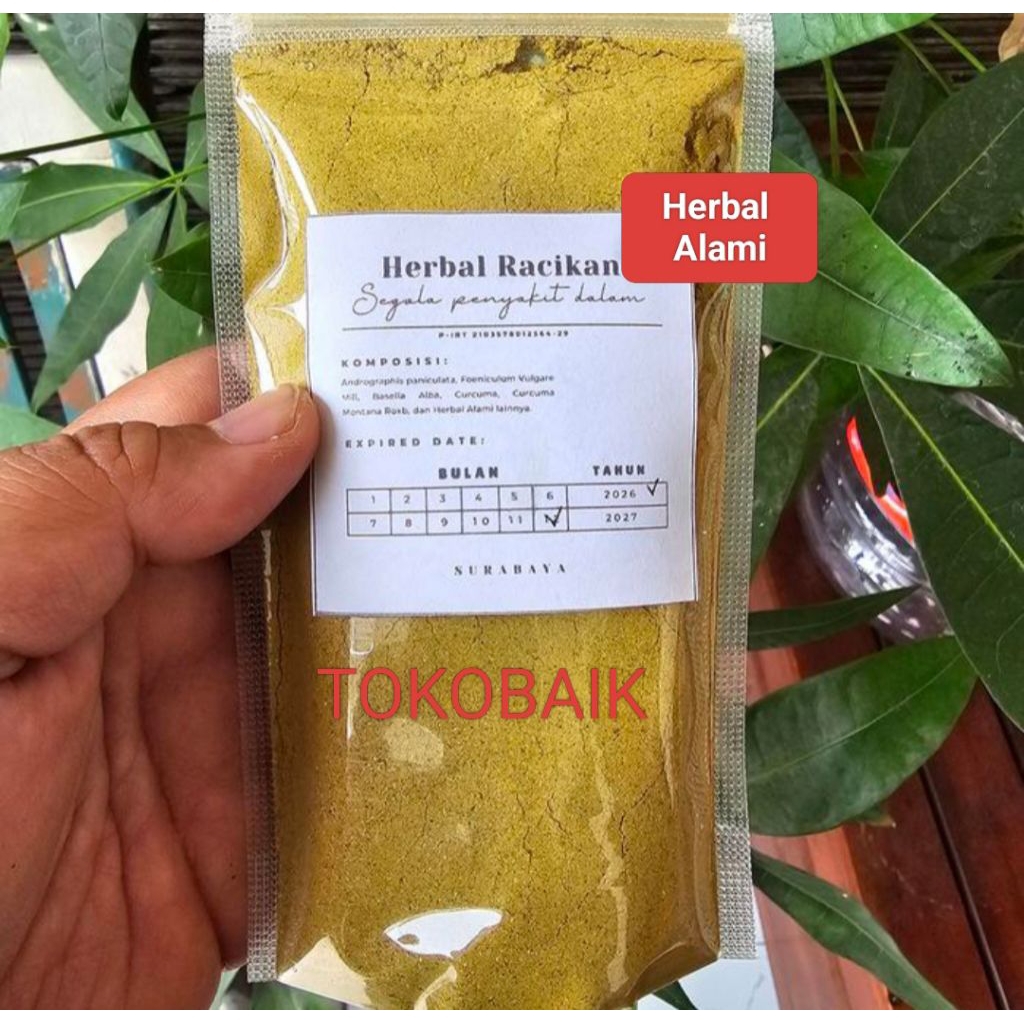 Herbal
Alami
Herbal Racikan
Segala penyakit dalam
P-IRT 2103578012564-29
KOMPOSISI:
Andrographis paniculata, Foeniculum Vulgare
Mill, Basella Alba, Curcuma, Curcuma
Montana Roxb, dan Herbal Alami lainnya.
EXPIRED DATE:
BULAN TAHUN
1 2 3 4 5 6 2026
7 8 9 10 11 2027
SURABAYA
TOKOBAIK